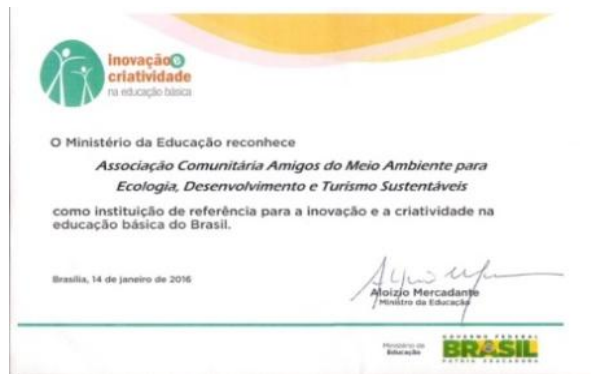 inovação e
criatividade
na educação básica
O Ministério da Educação reconhece
Associação Comunitária Amigos do Meio Ambiente para
Ecologia, Desenvolvimento e Turismo Sustentáveis
como instituição de referência para a inovação e a criatividade na
educação básica do Brasil.
Brasília, 14 de janeiro de 2016
Aloizio Mercadante
Ministro da Educação
Ministério da
Educação
GOVERNO FEDERAL
BRASIL
PÁTRIA EDUCADORA